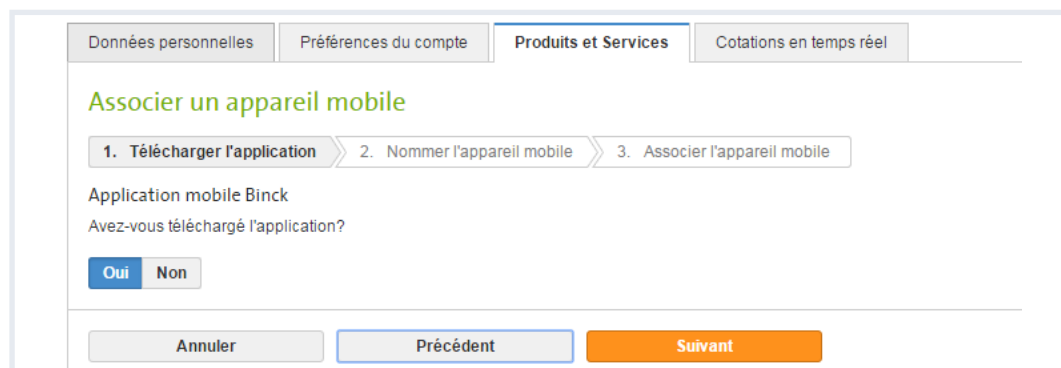 Données personnelles Préférences du compte Produits et Services Cotations en temps réel
Associer un appareil mobile
1. Télécharger l'application 2. Nommer l'appareil mobile 3. Associer l'appareil mobile
Application mobile Binck
Avez-vous téléchargé l'application?
Oui Non
Annuler Précédent Suivant